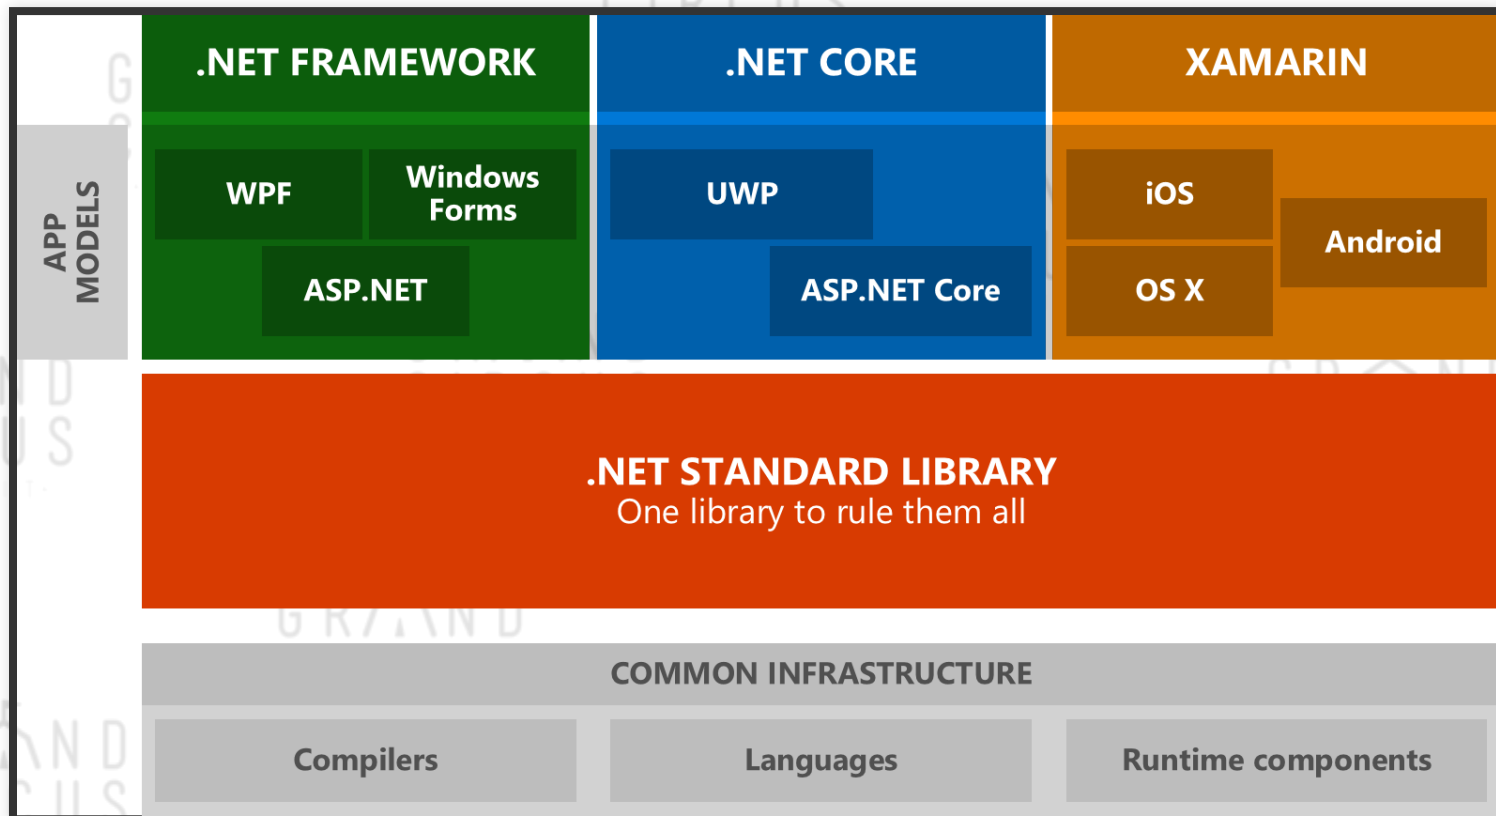 .NET FRAMEWORK
.NET CORE
XAMARIN
APP
MODELS
WPF
Windows
Forms
ASP.NET
UWP
ASP.NET Core
iOS
OS X
Android
.NET STANDARD LIBRARY
One library to rule them all
GRAND
COMMON INFRASTRUCTURE
Compilers
Languages
Runtime components